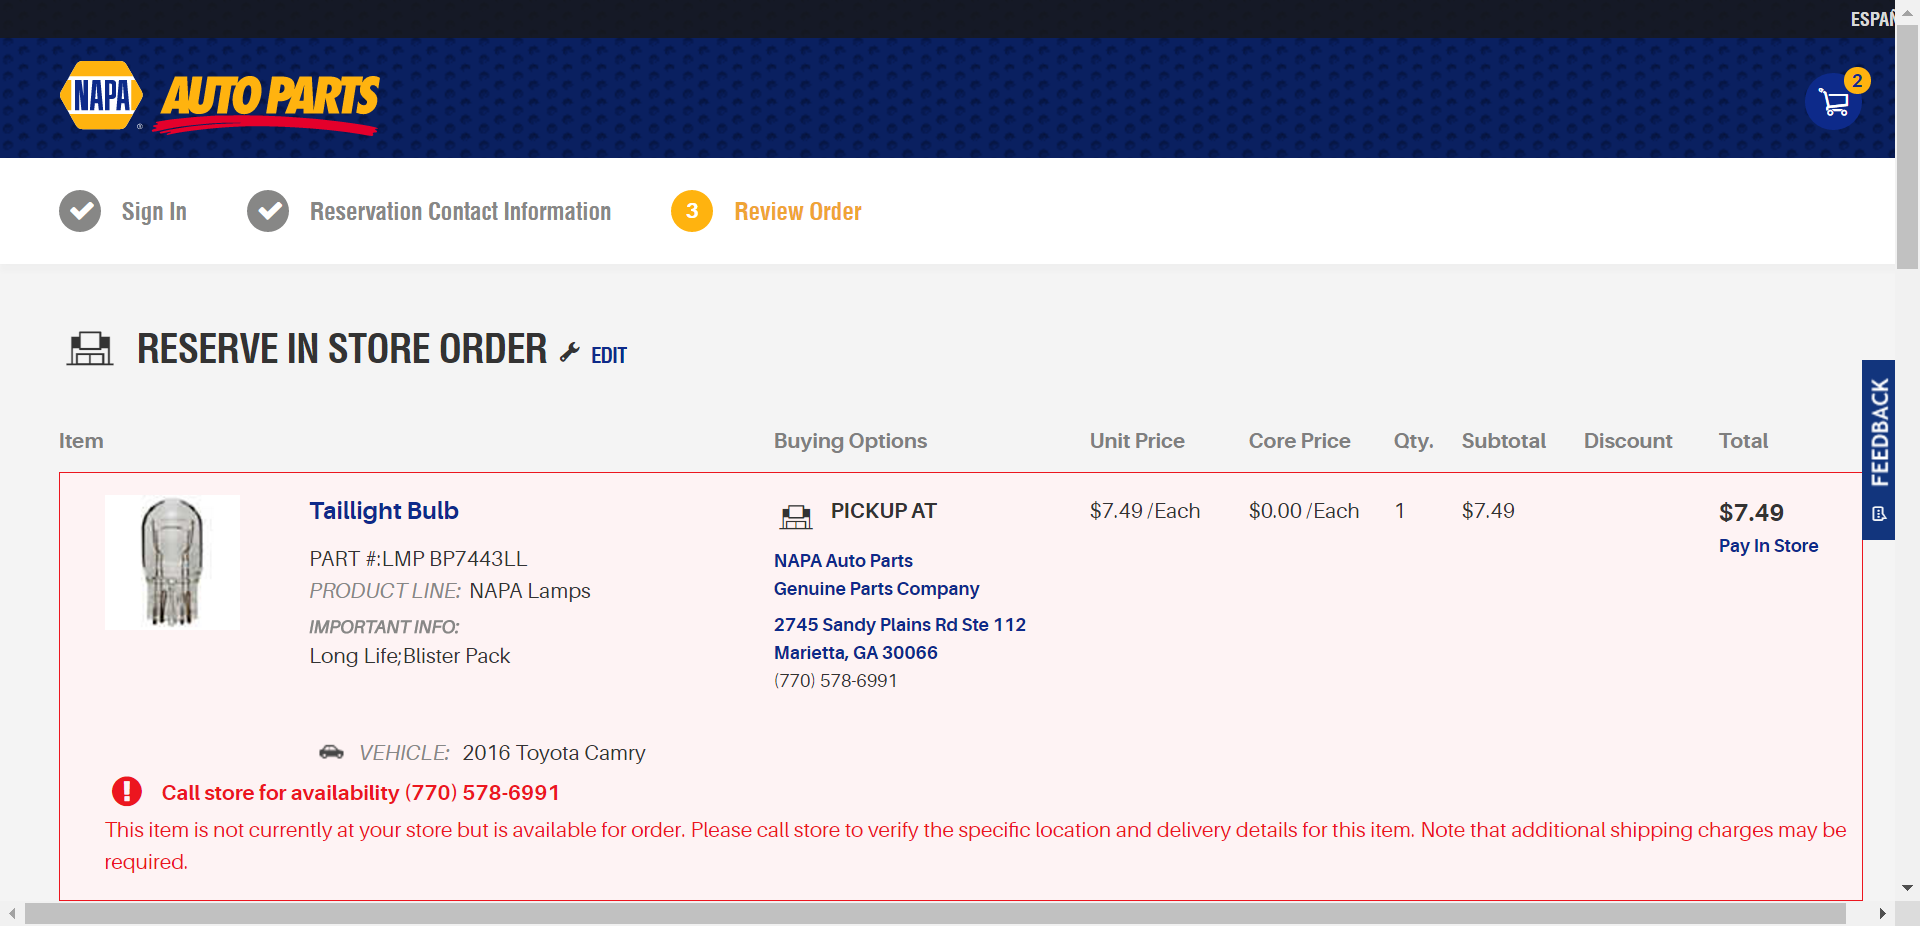 ESPAÑ
NAPA AUTO PARTS
2
Sign In
Reservation Contact Information
3 Review Order
RESERVE IN STORE ORDER EDIT
Item Buying Options Unit Price Core Price Qty. Subtotal Discount Total
Taillight Bulb
PART #:LMP BP7443LL
PRODUCT LINE: NAPA Lamps
IMPORTANT INFO:
Long Life;Blister Pack
VEHICLE: 2016 Toyota Camry
PICKUP AT
NAPA Auto Parts
Genuine Parts Company
2745 Sandy Plains Rd Ste 112
Marietta, GA 30066
(770) 578-6991
$7.49 /Each
$0.00 /Each
1
$7.49
$7.49
Pay In Store
Call store for availability (770) 578-6991
This item is not currently at your store but is available for order. Please call store to verify the specific location and delivery details for this item. Note that additional shipping charges may be
required.
FEEDBACK